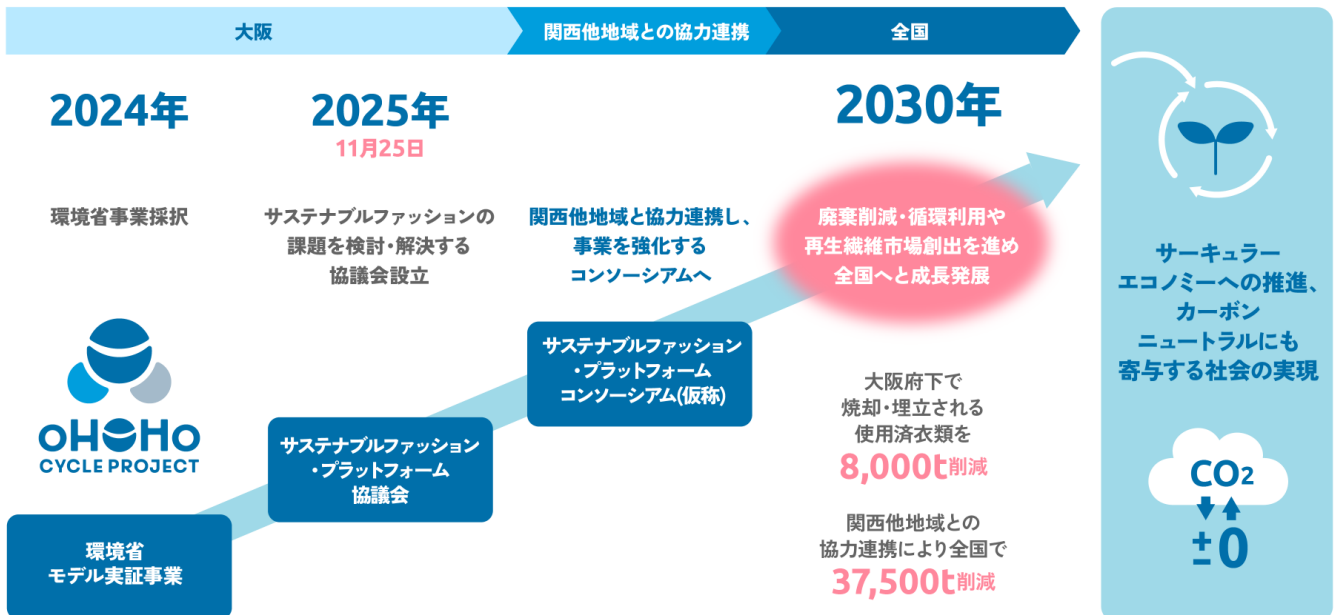 大阪
関西他地域との協力連携
全国
2024年
環境省事業採択
oHoHo
CYCLE PROJECT
環境省
モデル実証事業
2025年
11月25日
サステナブルファッションの
課題を検討・解決する
協議会設立
サステナブルファッション
・プラットフォーム
協議会
関西他地域と協力連携し、
事業を強化する
コンソーシアムへ
サステナブルファッション
・プラットフォーム
コンソーシアム(仮称)
2030年
廃棄削減・循環利用や
再生繊維市場創出を進め
全国へと成長発展
大阪府下で
焼却・埋立される
使用済衣類を
8,000t削減
関西他地域との
協力連携により全国で
37,500t削減
サーキュラー
エコノミーへの推進、
カーボン
ニュートラルにも
寄与する社会の実現
CO2
±0